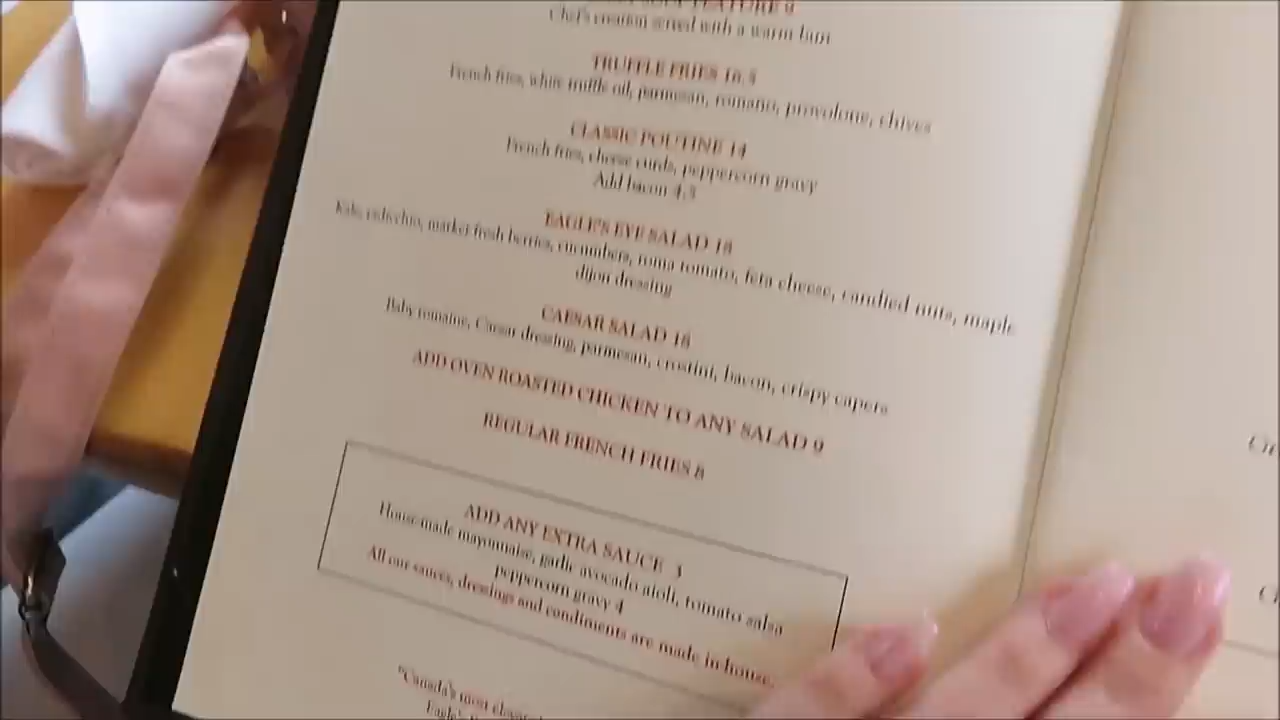 FEATURE 9
Chef's creation served with a warm
TRUFFLE FRIES 16.5
French fries, white truffle oil, parmesan, romano, provolone, chives
CLASSIC POUTINE 14
French fries, cheese curds, peppercorn gravy
Add bacon 4.5
EAGLE'S EYE SALAD 18
Kale, radicchio, market fresh berries, cucumbers, roma tomato, feta cheese, candied nuts, maple
dijon dressing
CAESAR SALAD 16
Baby romaine, Caesar dressing, parmesan, crostini, bacon, crispy capers
ADD OVEN ROASTED CHICKEN TO ANY SALAD 9
REGULAR FRENCH FRIES 8
ADD ANY EXTRA SAUCE 3
House-made mayonnaise, garlic avocado aioli, tomato salsa
peppercorn gravy 4
All our sauces, dressings and condiments are made in-house.
"Canada's most
Eagle's